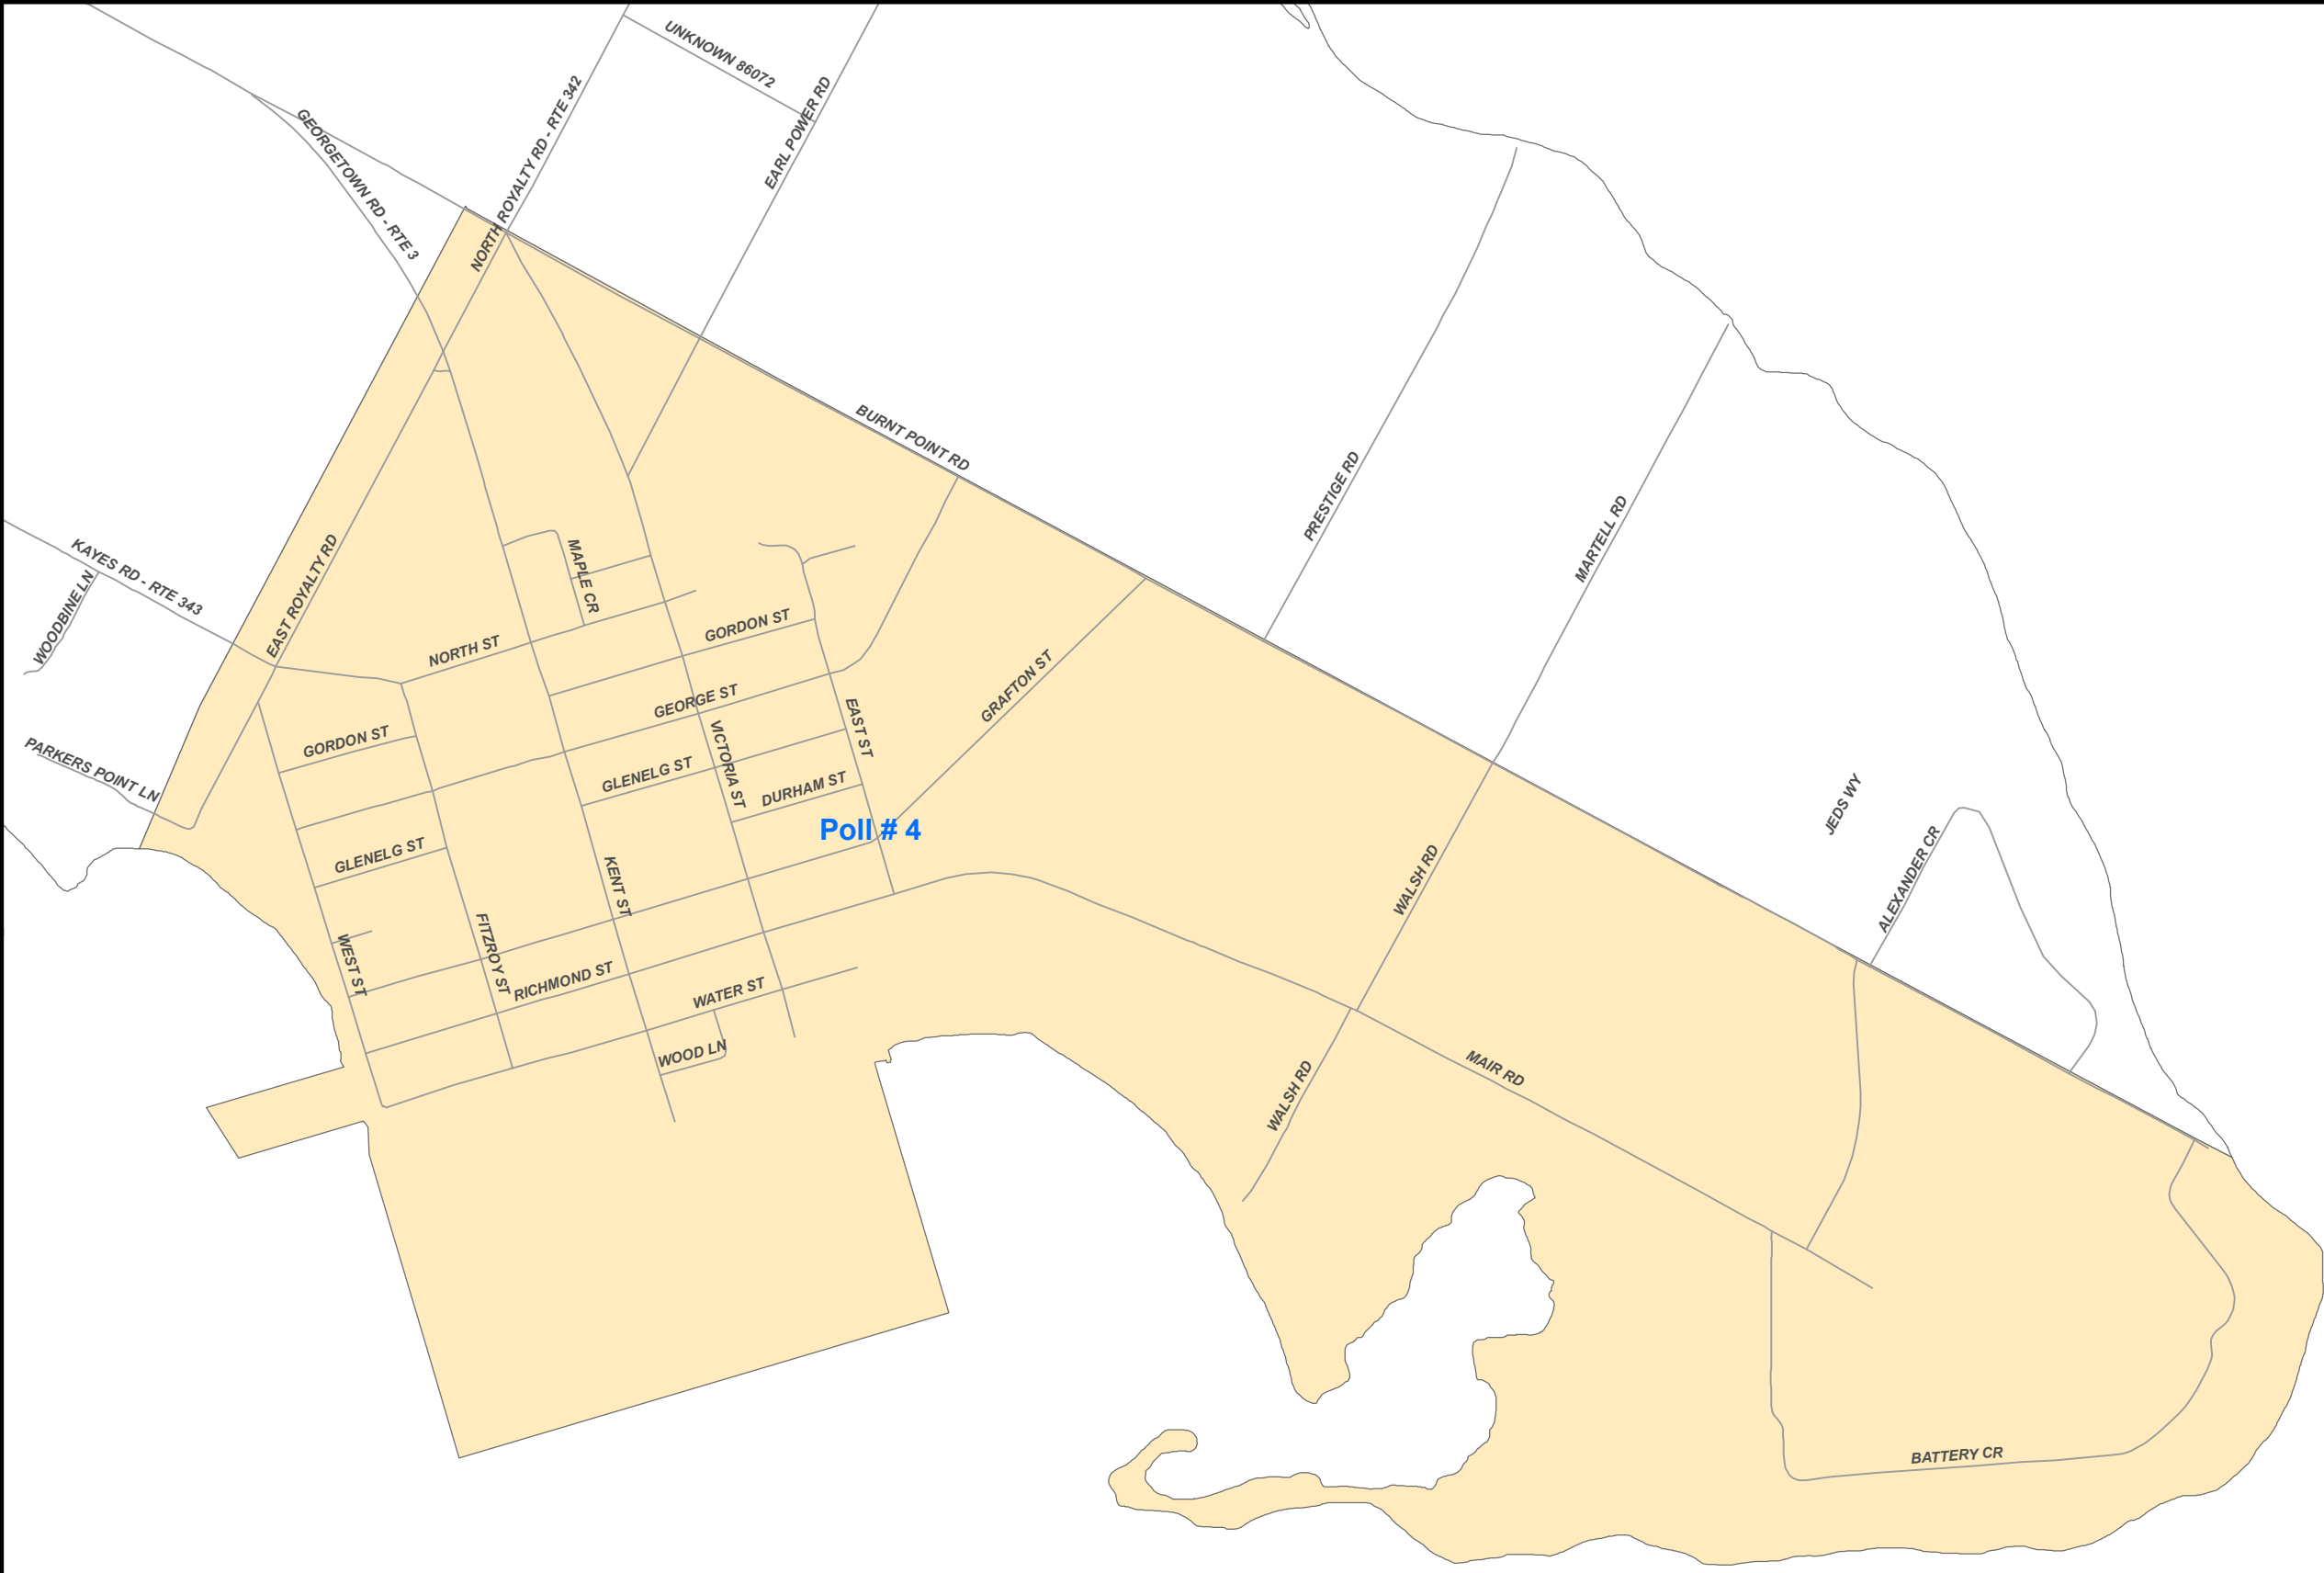 UNKNOWN 86072
NORTH ROYALTY RD - RTE 342
EARL POWER RD
GEORGETOWN RD - RTE 3
BURNT POINT RD
PRESTIGE RD
MARTELL RD
KAYES RD - RTE 343
WOODBINE LN
EAST ROYALTY RD
MAPLE CR
NORTH ST
GORDON ST
GEORGE ST
GRAFTON ST
EAST ST
GORDON ST
PARKERS POINT LN
VICTORIA ST
GLENELG ST
DURHAM ST
JEDS WY
Poll # 4
GLENELG ST
KENT ST
WALSH RD
ALEXANDER CR
FITZROY ST
WEST ST
RICHMOND ST
WATER ST
WOOD LN
MAIR RD
WALSH RD
BATTERY CR